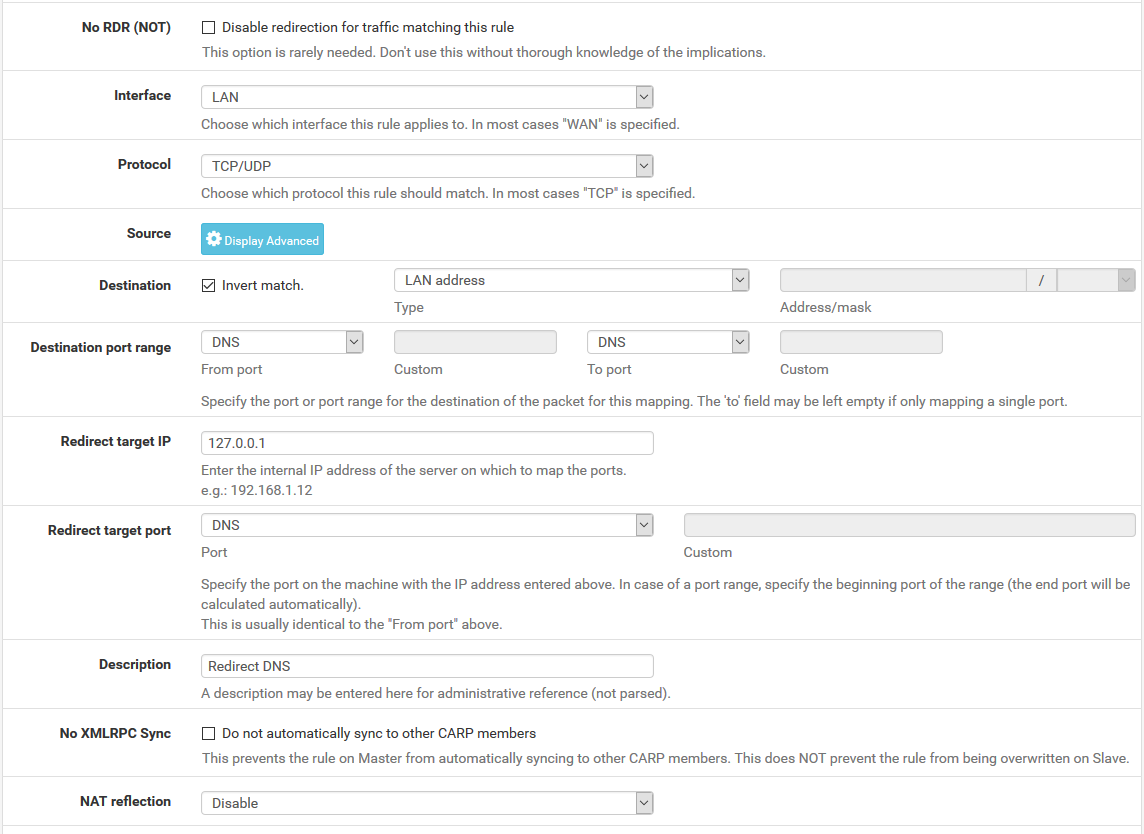 No RDR (NOT)
Disable redirection for traffic matching this rule
This option is rarely needed. Don't use this without thorough knowledge of the implications.
Interface
LAN
Choose which interface this rule applies to. In most cases "WAN" is specified.
Protocol
TCP/UDP
Choose which protocol this rule should match. In most cases "TCP" is specified.
Source
Display Advanced
Destination
Invert match.
LAN address
/
Type
Address/mask
Destination port range
DNS
DNS
From port
Custom
To port
Custom
Specify the port or port range for the destination of the packet for this mapping. The 'to' field may be left empty if only mapping a single port.
Redirect target IP
127.0.0.1
Enter the internal IP address of the server on which to map the ports.
e.g.: 192.168.1.12
Redirect target port
DNS
Port
Custom
Specify the port on the machine with the IP address entered above. In case of a port range, specify the beginning port of the range (the end port will be
calculated automatically).
This is usually identical to the "From port" above.
Description
Redirect DNS
A description may be entered here for administrative reference (not parsed).
No XMLRPC Sync
Do not automatically sync to other CARP members
This prevents the rule on Master from automatically syncing to other CARP members. This does NOT prevent the rule from being overwritten on Slave.
NAT reflection
Disable